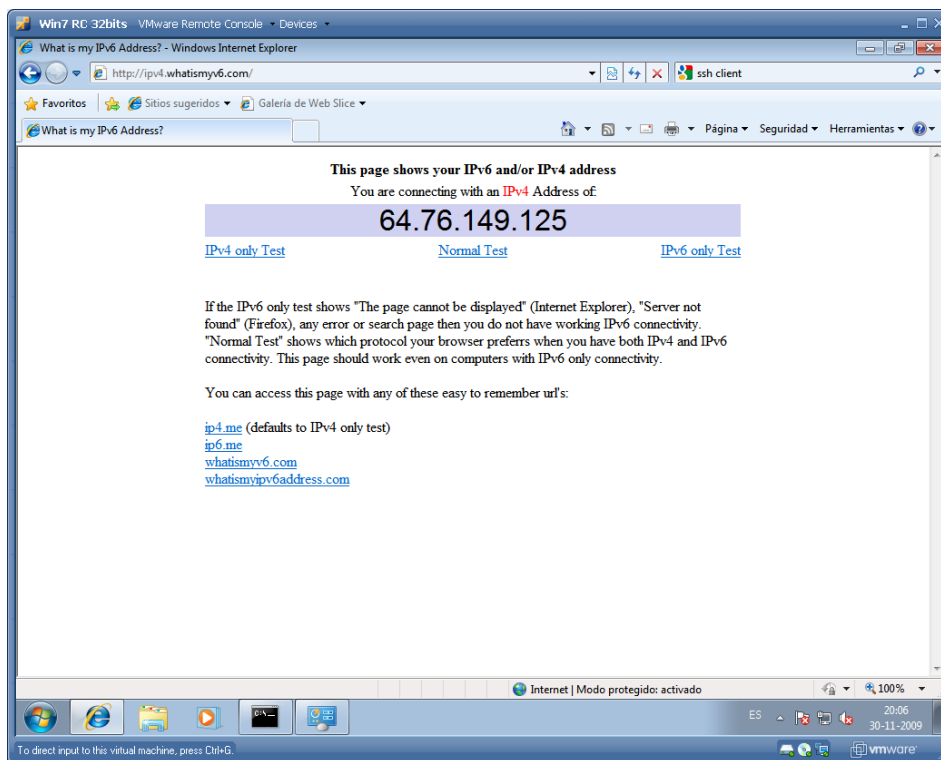 Win7 RC 32bits VMware Remote Console Devices
What is my IPv6 Address? - Windows Internet Explorer
http://ipv4.whatismyv6.com/ ssh client
Favoritos Sitios sugeridos Galería de Web Slice
What is my IPv6 Address? Página Seguridad Herramientas
This page shows your IPv6 and/or IPv4 address
You are connecting with an IPv4 Address of:
64.76.149.125
IPv4 only Test Normal Test IPv6 only Test
If the IPv6 only test shows "The page cannot be displayed" (Internet Explorer), "Server not
found" (Firefox), any error or search page then you do not have working IPv6 connectivity.
"Normal Test" shows which protocol your browser preferrs when you have both IPv4 and IPv6
connectivity. This page should work even on computers with IPv6 only connectivity.
You can access this page with any of these easy to remember url's:
ip4.me (defaults to IPv4 only test)
ip6.me
whatismyv6.com
whatismyipv6address.com
Internet | Modo protegido: activado 100%
ES 20:06
30-11-2009
To direct input to this virtual machine, press Ctrl+G. vmware